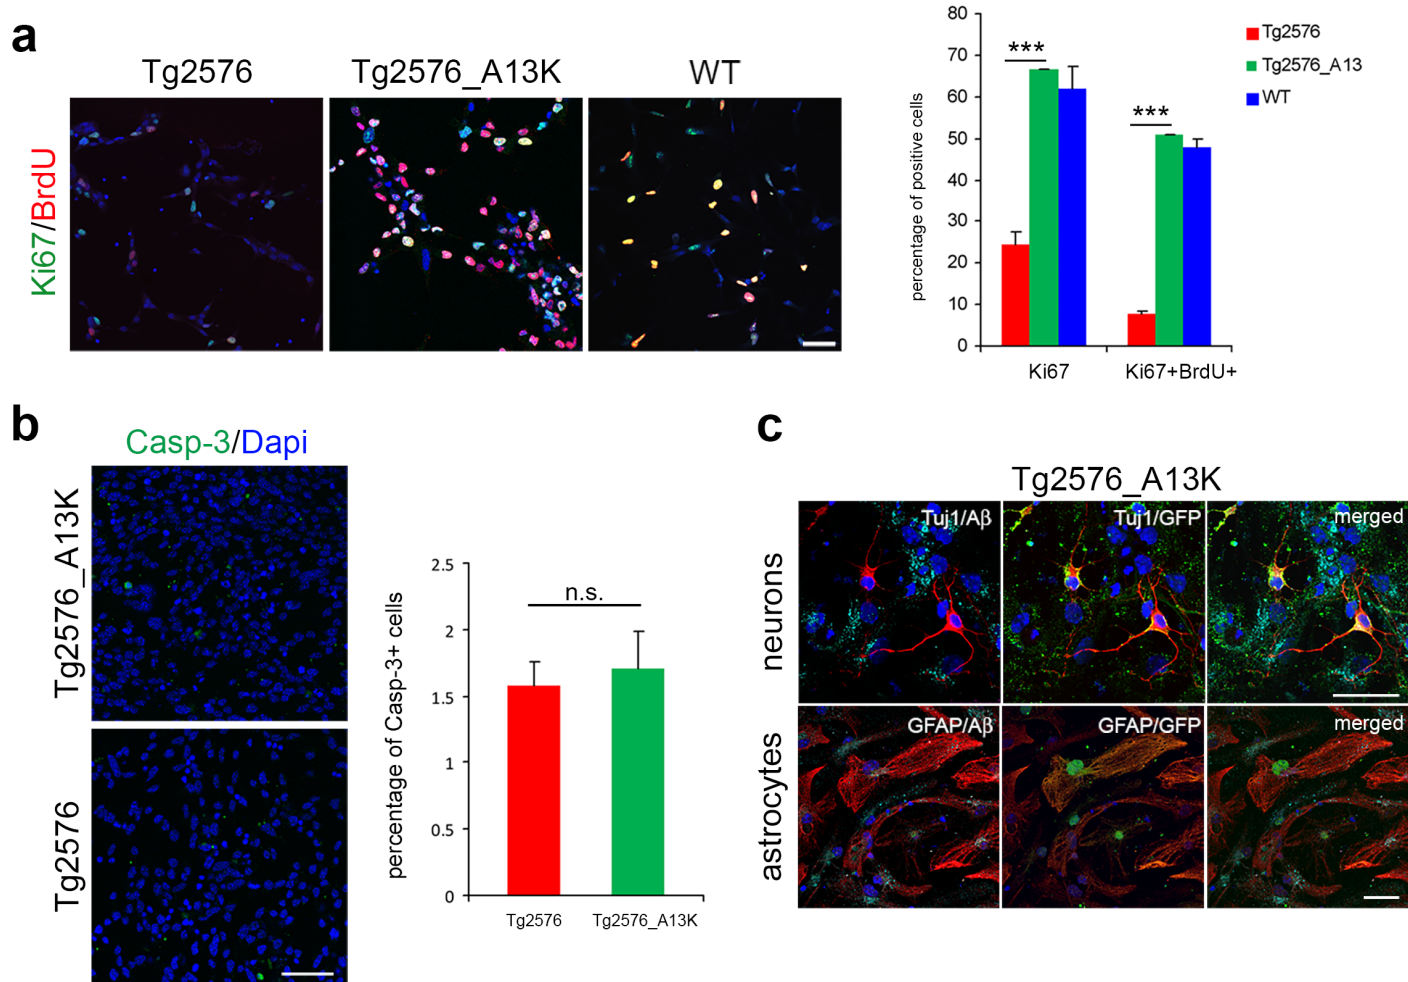 a
Tg2576
Tg2576_A13K
WT
Ki67/BrdU
percentage of positive cells
80
70
60
50
40
30
20
10
0
***
***
Ki67
Ki67+BrdU+
Tg2576
Tg2576_A13
WT
b
Casp-3/Dapi
Tg2576_A13K
Tg2576
percentage of Casp-3+ cells
2.5
2
1.5
1
0.5
0
n.s.
Tg2576
Tg2576_A13K
c
Tg2576_A13K
neurons
Tuj1/Aβ
Tuj1/GFP
merged
astrocytes
GFAP/Aβ
GFAP/GFP
merged